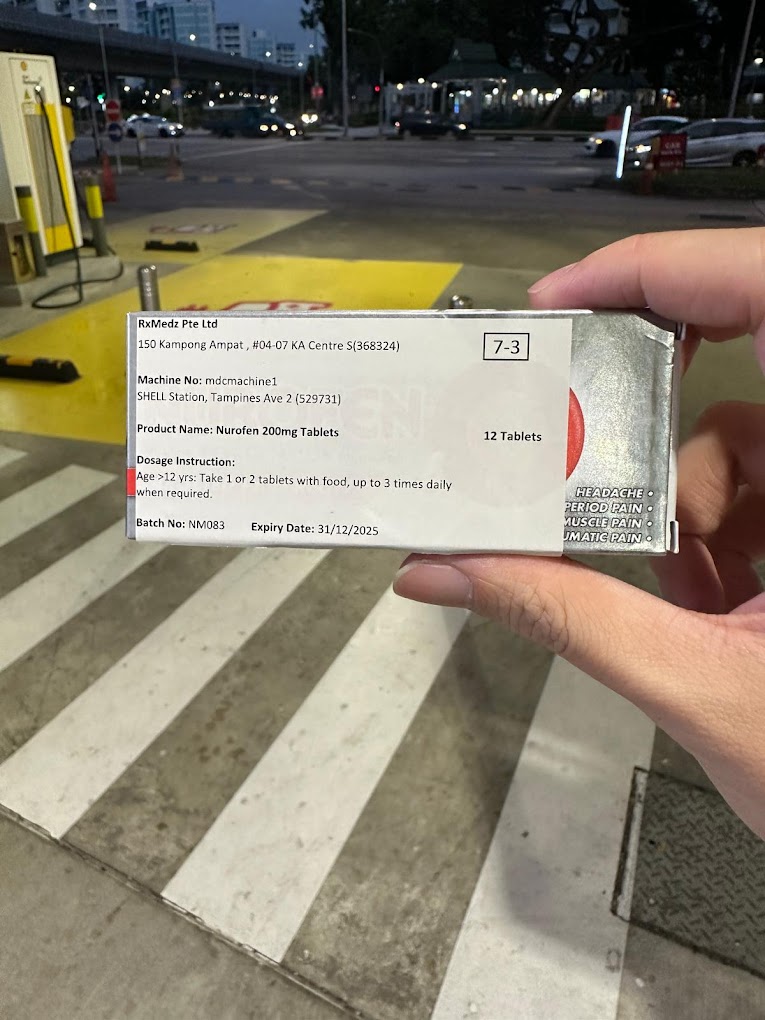 RxMedz Pte Ltd
150 Kampong Ampat , #04-07 KA Centre S(368324)
7-3
Machine No: mdcmachine1
SHELL Station, Tampines Ave 2 (529731)
Product Name: Nurofen 200mg Tablets
12 Tablets
Dosage Instruction:
Age >12 yrs: Take 1 or 2 tablets with food, up to 3 times daily
when required.
Batch No: NM083 Expiry Date: 31/12/2025
HEADACHE •
PERIOD PAIN •
MUSCLE PAIN •
UMATIC PAIN •